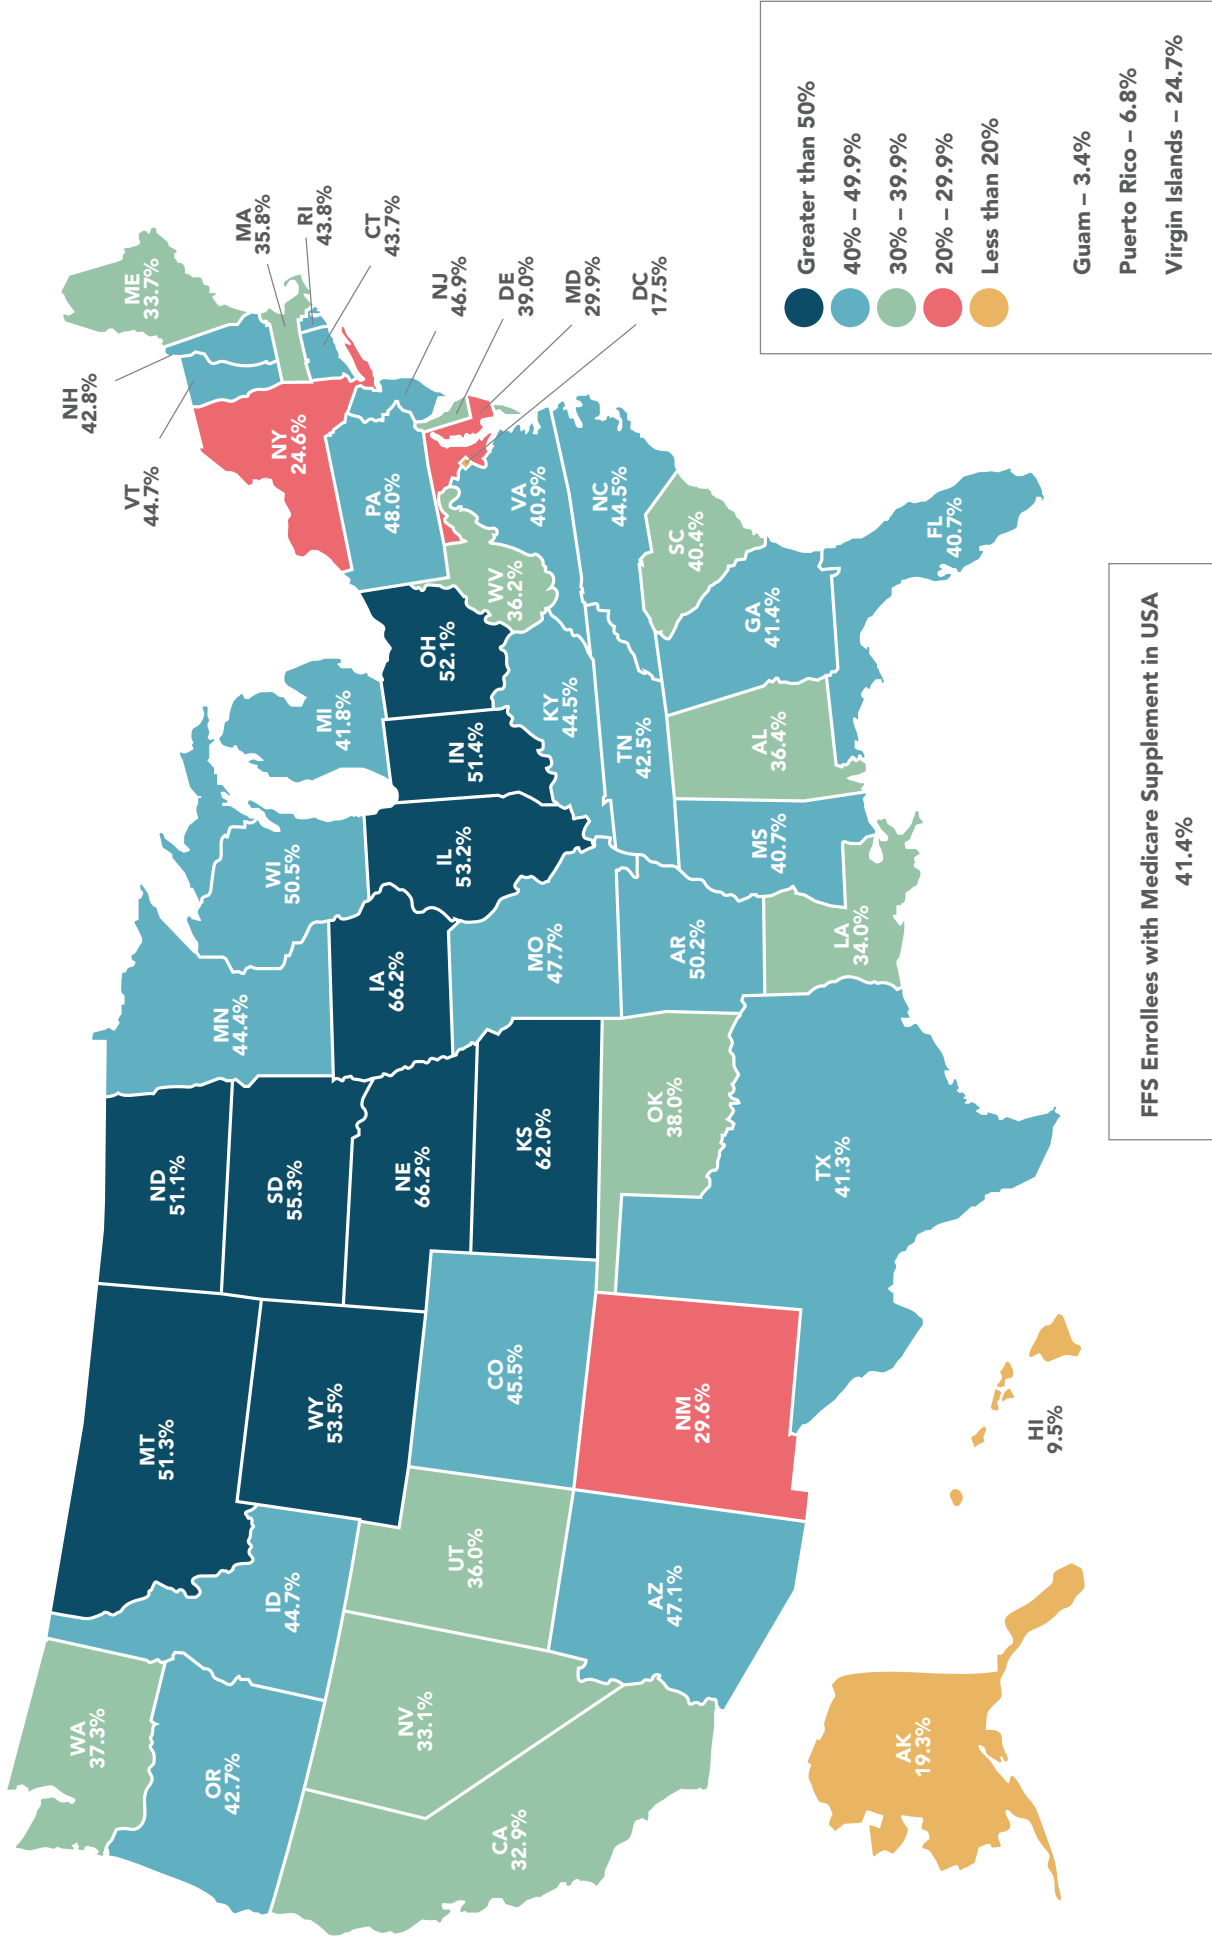 WA
37.3%
OR
42.7%
CA
32.9%
NV
33.1%
ID
44.7%
MT
51.3%
WY
53.5%
UT
36.0%
AZ
47.1%
CO
45.5%
NM
29.6%
ND
51.1%
SD
55.3%
NE
66.2%
KS
62.0%
OK
38.0%
TX
41.3%
MN
44.4%
IA
66.2%
MO
47.7%
AR
50.2%
LA
34.0%
WI
50.5%
IL
53.2%
MS
40.7%
MI
41.8%
IN
51.4%
KY
44.5%
TN
42.5%
AL
36.4%
OH
52.1%
WV
36.2%
GA
41.4%
FL
40.7%
SC
40.4%
NC
44.5%
VA
40.9%
PA
48.0%
NY
24.6%
VT
44.7%
NH
42.8%
ME
33.7%
MA
35.8%
RI
43.8%
CT
43.7%
NJ
46.9%
DE
39.0%
MD
29.9%
DC
17.5%
AK
19.3%
HI
9.5%
FFS Enrollees with Medicare Supplement in USA
41.4%
Greater than 50%
40% – 49.9%
30% – 39.9%
20% – 29.9%
Less than 20%
Guam – 3.4%
Puerto Rico – 6.8%
Virgin Islands – 24.7%